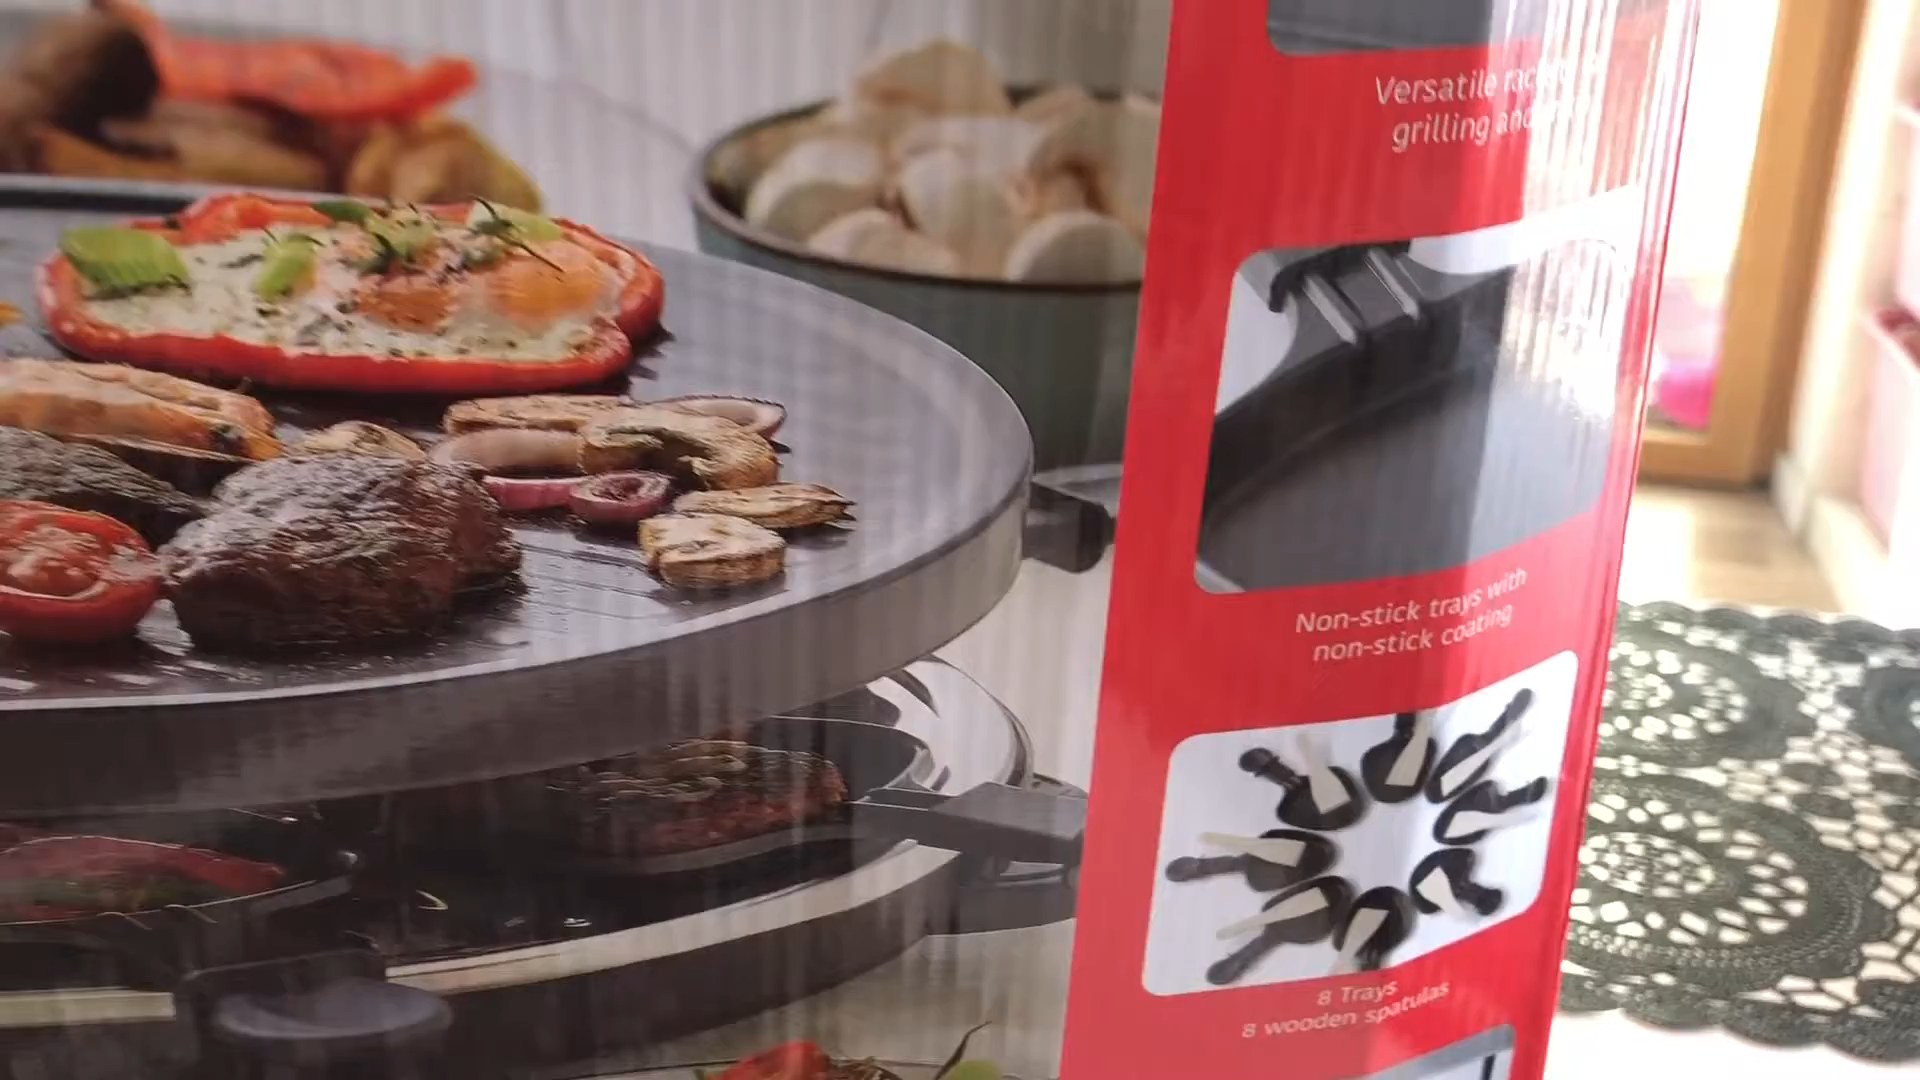 Versatile
grilling and
Non-stick trays with
non-stick coating
8 Trays
8 wooden spatulas